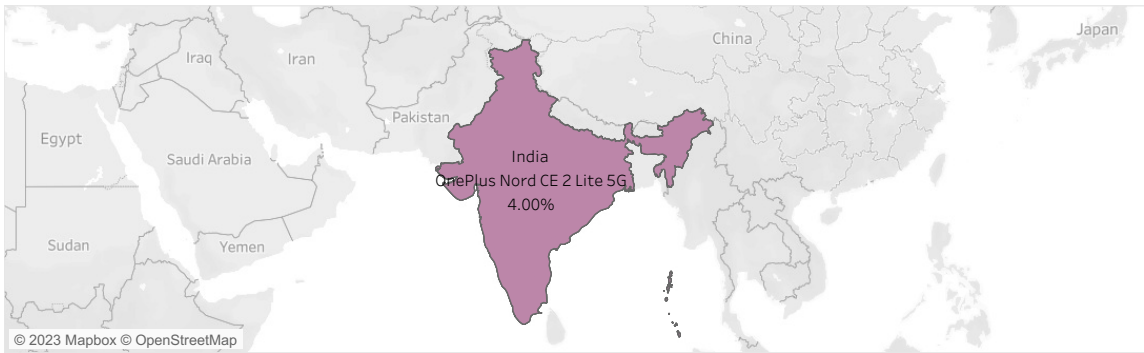 China
Japan
Iraq
Iran
Pakistan
Egypt
India
Saudi Arabia
OnePlus Nord CE 2 Lite 5G
4.00%
Sudan
Yemen
© 2023 Mapbox © OpenStreetMap